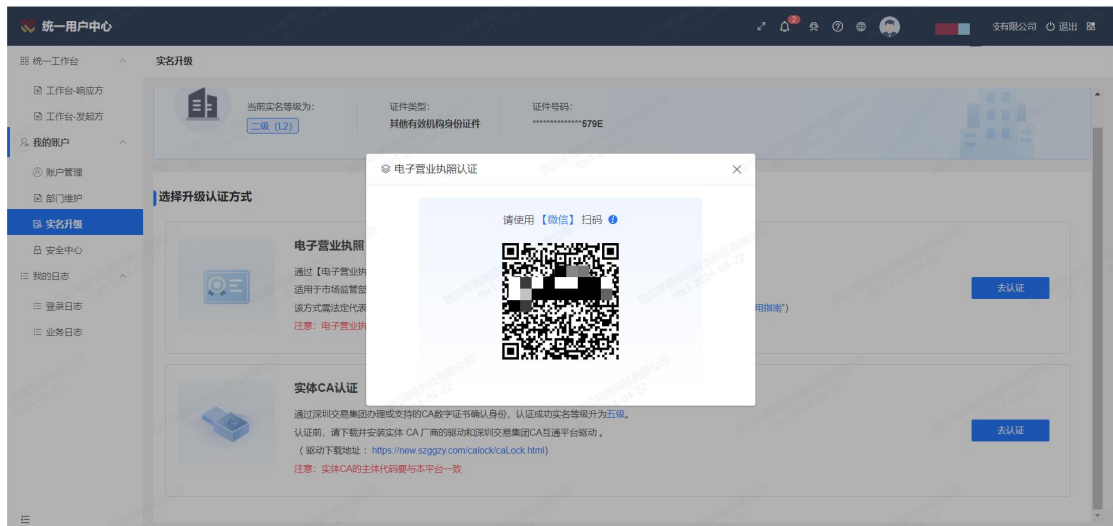 统一用户中心
2
支有限公司 退出
统一工作台
实名升级
工作台-响应方
工作台-发起方
我的账户
账户管理
部门维护
实名升级
安全中心
我的日志
登录日志
业务日志
当前实名等级为:
二级 (L2)
证件类型:
其他有效机构身份证件
证件号码:
**************579E
选择升级认证方式
电子营业执照认证
请使用【微信】扫码
电子营业执照
通过【电子营业执
适用于市场监管部
该方式需法定代表
用指南")
注意：电子营业执
去认证
实体CA认证
通过深圳交易集团办理或支持的CA数字证书确认身份，认证成功实名等级升为五级。
认证前，请下载并安装实体 CA 厂商的驱动和深圳交易集团CA互通平台驱动 。
( 驱动下载地址： https://new.szggzy.com/calock/caLock.html)
注意：实体CA的主体代码要与本平台一致
去认证